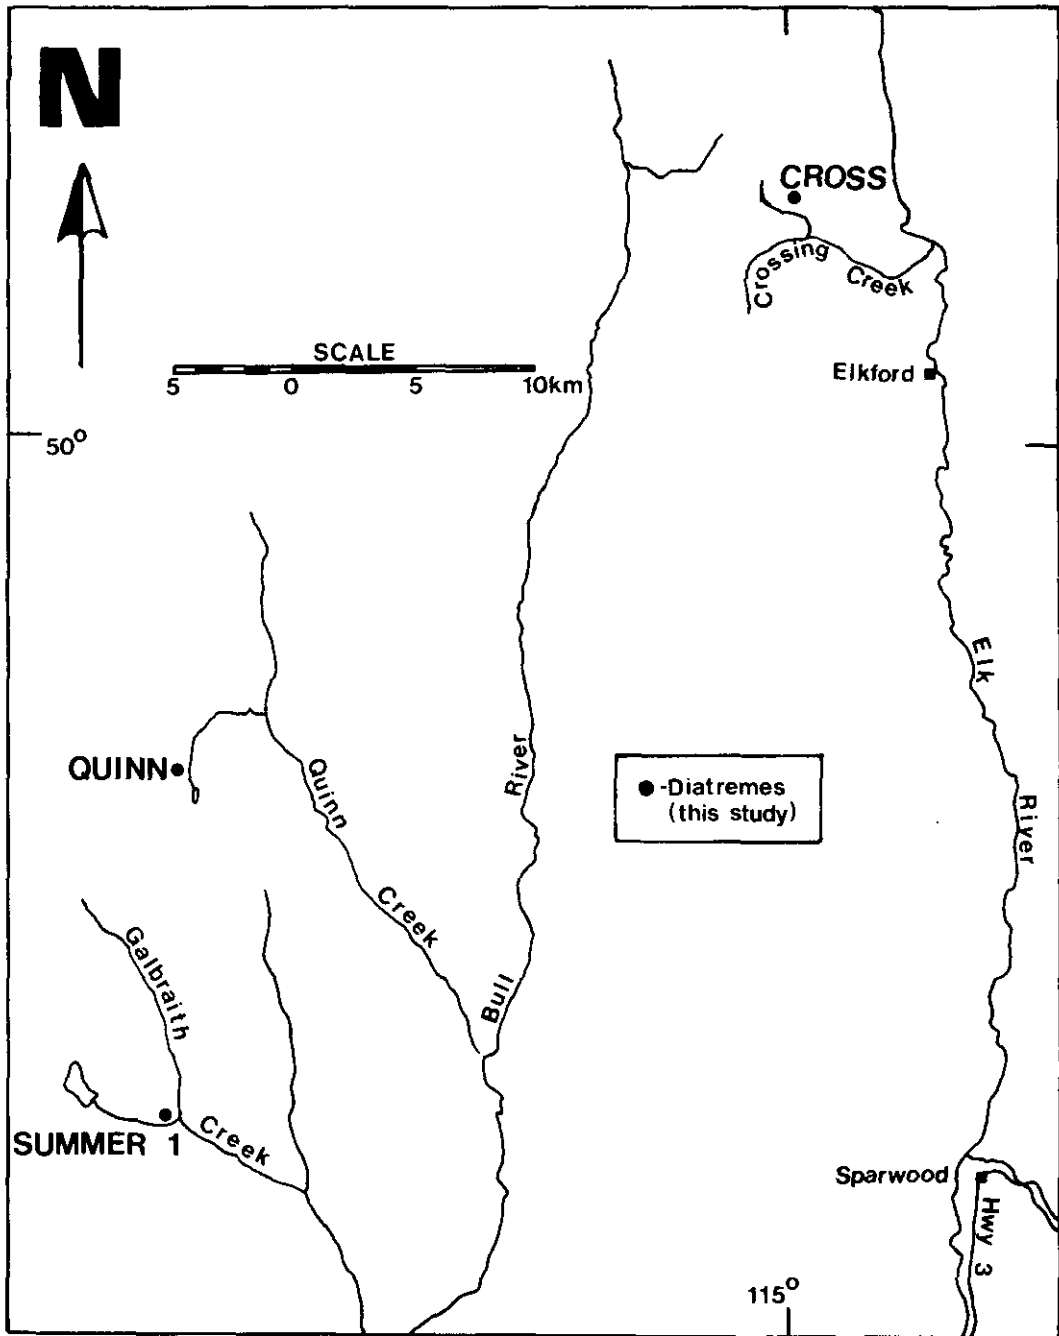 N
CROSS
Crossing Creek
SCALE
5 0 5 10km
Elkford
50°
Elk River
QUINN
Quinn Creek
Bull River
●-Diatremes
(this study)
Galbraith Creek
SUMMER 1
Sparwood
Hwy 3
115°